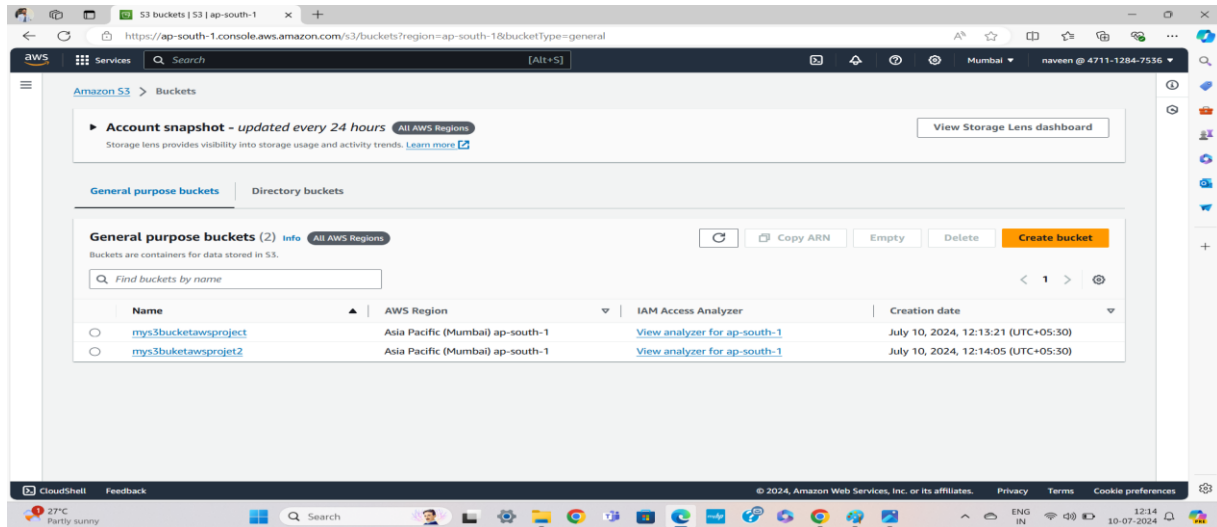 S3 buckets | S3 | ap-south-1
https://ap-south-1.console.aws.amazon.com/s3/buckets?region=ap-south-1&bucketType=general
aws Services Search [Alt+S] Mumbai naveen @ 4711-1284-7536
Amazon S3 > Buckets
Account snapshot - updated every 24 hours All AWS Regions View Storage Lens dashboard
Storage lens provides visibility into storage usage and activity trends. Learn more
General purpose buckets Directory buckets
General purpose buckets (2) Info All AWS Regions Copy ARN Empty Delete Create bucket
Buckets are containers for data stored in S3.
Find buckets by name 1
Name AWS Region IAM Access Analyzer Creation date
mys3bucketawsproject Asia Pacific (Mumbai) ap-south-1 View analyzer for ap-south-1 July 10, 2024, 12:13:21 (UTC+05:30)
mys3buketawsprojet2 Asia Pacific (Mumbai) ap-south-1 View analyzer for ap-south-1 July 10, 2024, 12:14:05 (UTC+05:30)
CloudShell Feedback © 2024, Amazon Web Services, Inc. or its affiliates. Privacy Terms Cookie preferences
27°C
Partly sunny
Search
ENG
IN
12:14
10-07-2024